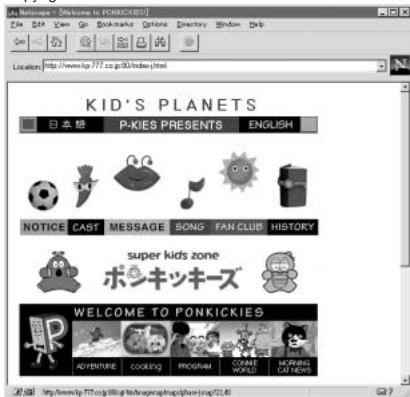 Netscape - [Welcome to PONKICKIES!]
File Edit View Go Bookmarks Options Directory Window Help
Location: http://www.kp-777.co.jp:80/index-j.html
N
KID'S PLANETS
日本語 P-KIES PRESENTS ENGLISH
NOTICE CAST MESSAGE SONG FAN CLUB HISTORY
super kids zone
ポンキッキーズ
WELCOME TO PONKICKIES
P
ADVENTURE cooking PROGRAM CONNIE WORLD MORNING CAT NEWS